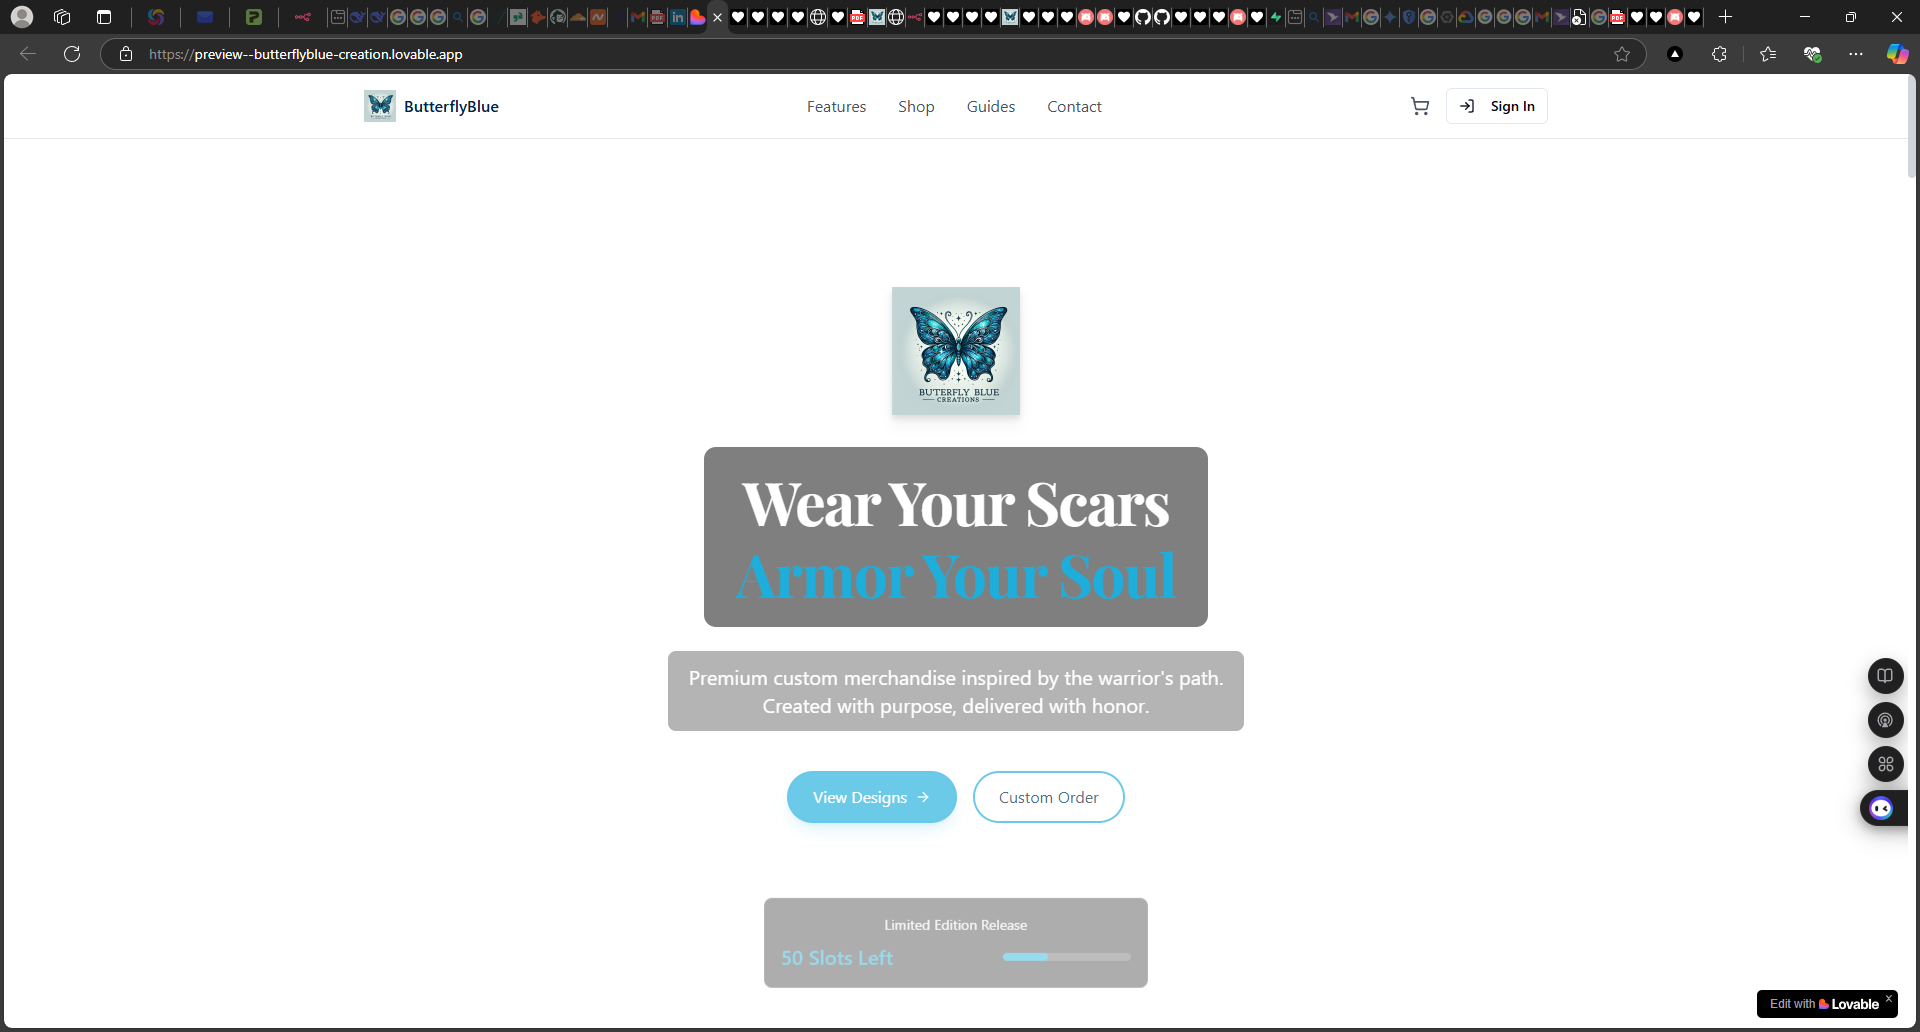 https://preview--butterflyblue-creation.lovable.app
ButterflyBlue
Features
Shop
Guides
Contact
Sign In
BUTERFLY BLUE
CREATIONS
Wear Your Scars
Armor Your Soul
Premium custom merchandise inspired by the warrior's path.
Created with purpose, delivered with honor.
View Designs
Custom Order
Limited Edition Release
50 Slots Left
Edit with Lovable